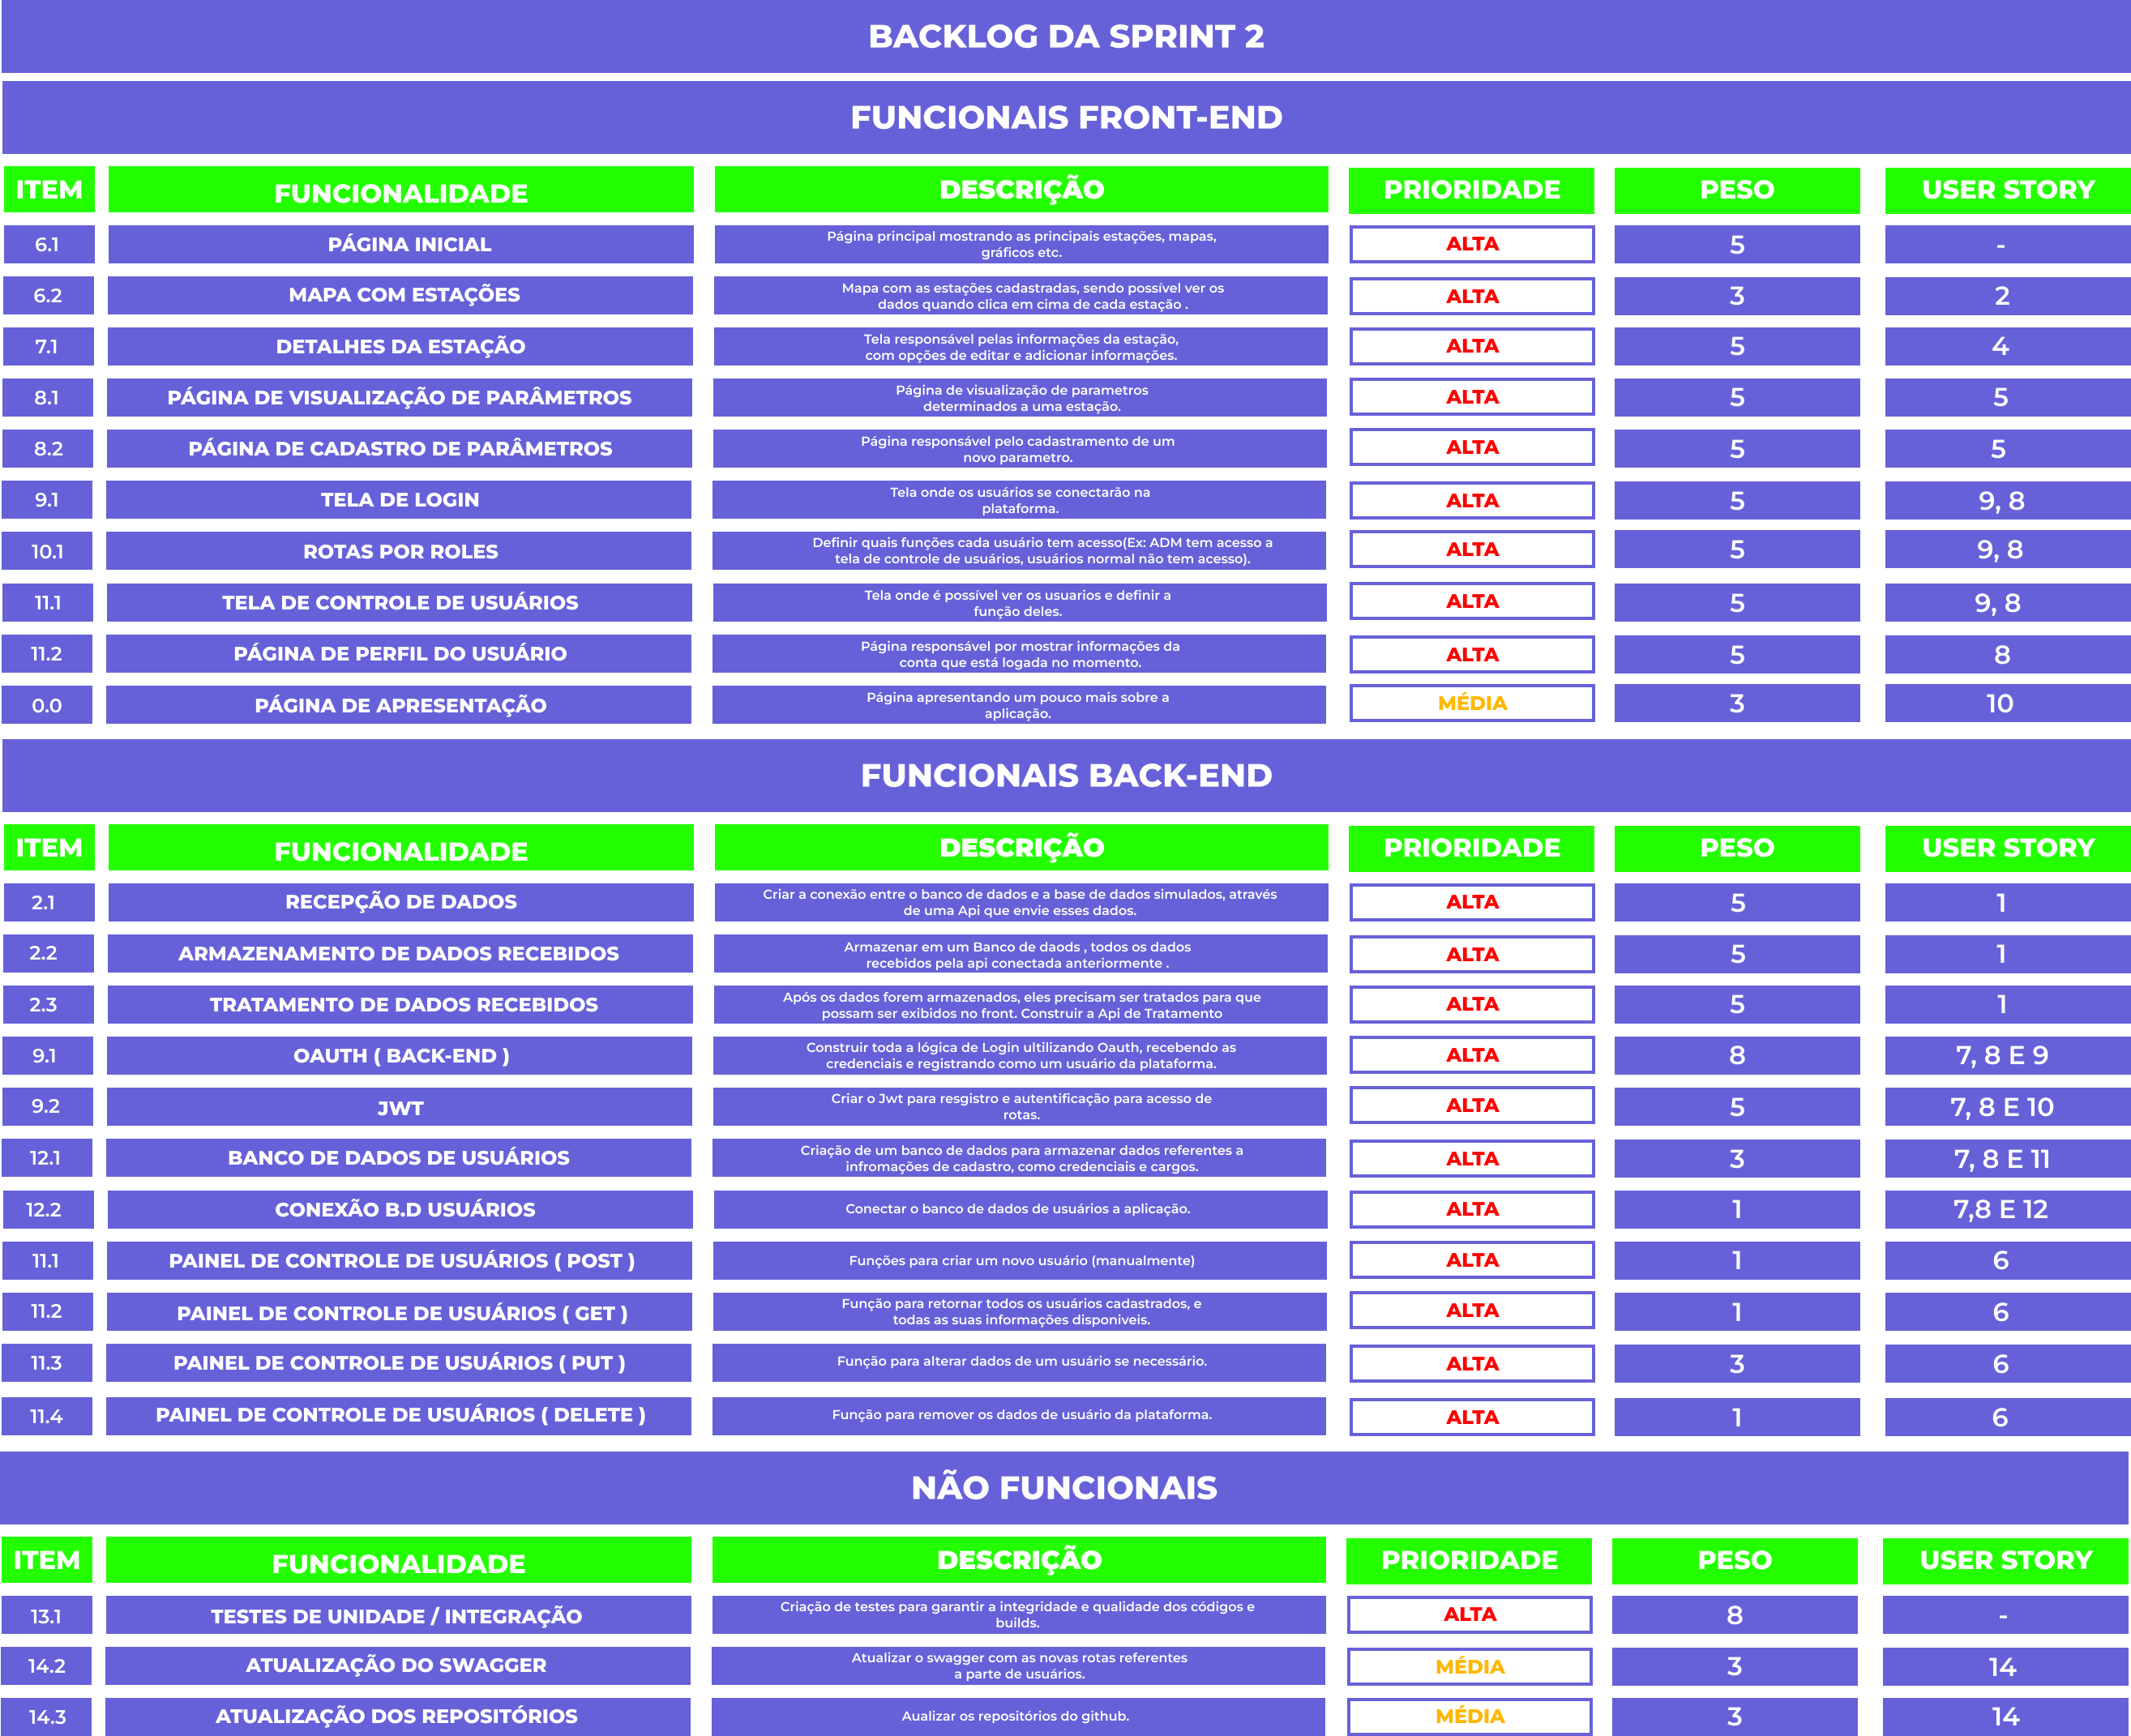 BACKLOG DA SPRINT 2
FUNCIONAIS FRONT-END
ITEM FUNCIONALIDADE DESCRIÇÃO PRIORIDADE PESO USER STORY
6.1 PÁGINA INICIAL Página principal mostrando as principais estações, mapas,
gráficos etc. ALTA 5 -
6.2 MAPA COM ESTAÇÕES Mapa com as estações cadastradas, sendo possível ver os
dados quando clica em cima de cada estação . ALTA 3 2
7.1 DETALHES DA ESTAÇÃO Tela responsável pelas informações da estação,
com opções de editar e adicionar informações. ALTA 5 4
8.1 PÁGINA DE VISUALIZAÇÃO DE PARÂMETROS Página de visualização de parametros
determinados a uma estação. ALTA 5 5
8.2 PÁGINA DE CADASTRO DE PARÂMETROS Página responsável pelo cadastramento de um
novo parametro. ALTA 5 5
9.1 TELA DE LOGIN Tela onde os usuários se conectarão na
plataforma. ALTA 5 9, 8
10.1 ROTAS POR ROLES Definir quais funções cada usuário tem acesso(Ex: ADM tem acesso a
tela de controle de usuários, usuários normal não tem acesso). ALTA 5 9, 8
11.1 TELA DE CONTROLE DE USUÁRIOS Tela onde é possível ver os usuarios e definir a
função deles. ALTA 5 9, 8
11.2 PÁGINA DE PERFIL DO USUÁRIO Página responsável por mostrar informações da
conta que está logada no momento. ALTA 5 8
0.0 PÁGINA DE APRESENTAÇÃO Página apresentando um pouco mais sobre a
aplicação. MÉDIA 3 10
FUNCIONAIS BACK-END
ITEM FUNCIONALIDADE DESCRIÇÃO PRIORIDADE PESO USER STORY
2.1 RECEPÇÃO DE DADOS Criar a conexão entre o banco de dados e a base de dados simulados, através
de uma Api que envie esses dados. ALTA 5 1
2.2 ARMAZENAMENTO DE DADOS RECEBIDOS Armazenar em um Banco de daods , todos os dados
recebidos pela api conectada anteriormente . ALTA 5 1
2.3 TRATAMENTO DE DADOS RECEBIDOS Após os dados forem armazenados, eles precisam ser tratados para que
possam ser exibidos no front. Construir a Api de Tratamento ALTA 5 1
9.1 OAUTH ( BACK-END ) Construir toda a lógica de Login ultilizando Oauth, recebendo as
credenciais e registrando como um usuário da plataforma. ALTA 8 7, 8 E 9
9.2 JWT Criar o Jwt para resgistro e autentificação para acesso de
rotas. ALTA 5 7, 8 E 10
12.1 BANCO DE DADOS DE USUÁRIOS Criação de um banco de dados para armazenar dados referentes a
infromações de cadastro, como credenciais e cargos. ALTA 3 7, 8 E 11
12.2 CONEXÃO B.D USUÁRIOS Conectar o banco de dados de usuários a aplicação. ALTA 1 7,8 E 12
11.1 PAINEL DE CONTROLE DE USUÁRIOS ( POST ) Funções para criar um novo usuário (manualmente) ALTA 1 6
11.2 PAINEL DE CONTROLE DE USUÁRIOS ( GET ) Função para retornar todos os usuários cadastrados, e
todas as suas informações disponiveis. ALTA 1 6
11.3 PAINEL DE CONTROLE DE USUÁRIOS ( PUT ) Função para alterar dados de um usuário se necessário. ALTA 3 6
11.4 PAINEL DE CONTROLE DE USUÁRIOS ( DELETE ) Função para remover os dados de usuário da plataforma. ALTA 1 6
NÃO FUNCIONAIS
ITEM FUNCIONALIDADE DESCRIÇÃO PRIORIDADE PESO USER STORY
13.1 TESTES DE UNIDADE / INTEGRAÇÃO Criação de testes para garantir a integridade e qualidade dos códigos e
builds. ALTA 8 -
14.2 ATUALIZAÇÃO DO SWAGGER Atualizar o swagger com as novas rotas referentes
a parte de usuários. MÉDIA 3 14
14.3 ATUALIZAÇÃO DOS REPOSITÓRIOS Aualizar os repositórios do github. MÉDIA 3 14